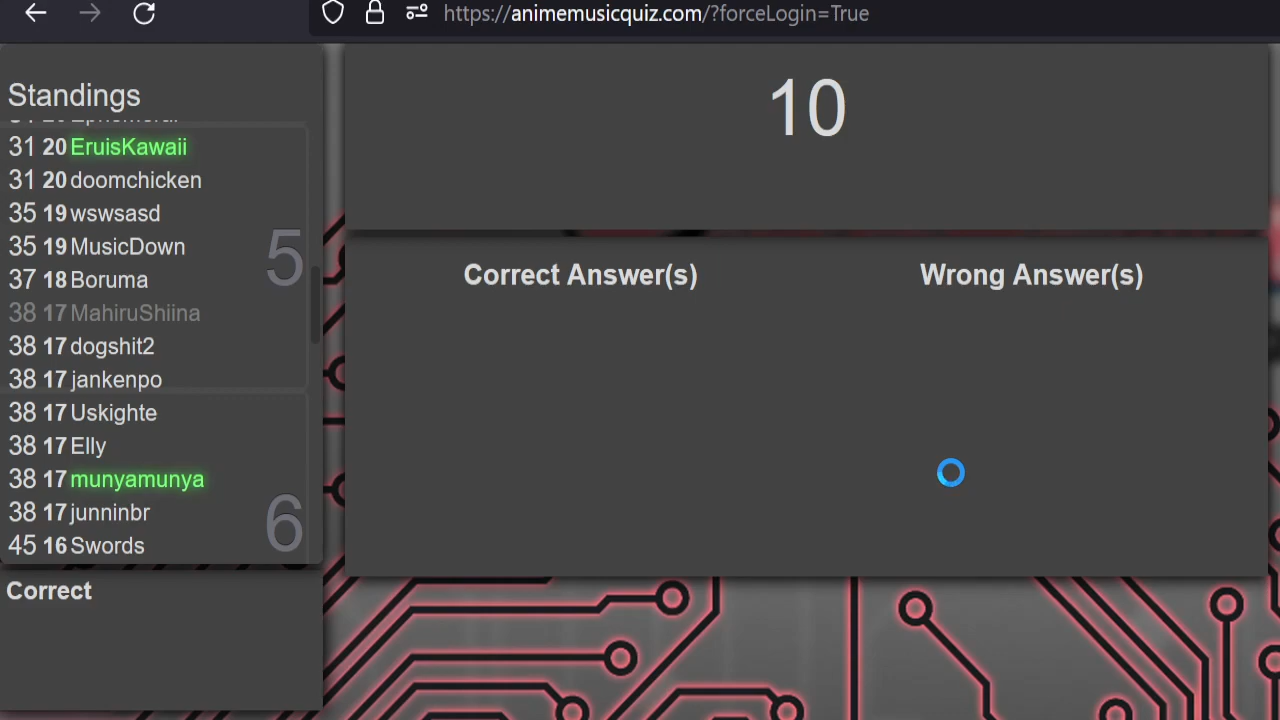 https://animemusicquiz.com/?forceLogin=True
Standings
31 20 EruisKawaii
31 20 doomchicken
35 19 wswsasd
35 19 MusicDown
5
37 18 Boruma
38 17 MahiruShiina
38 17 dogshit2
38 17 jankenpo
38 17 Uskighte
38 17 Elly
38 17 munyamunya
38 17 junninbr
6
45 16 Swords
Correct
10
Correct Answer(s)
Wrong Answer(s)